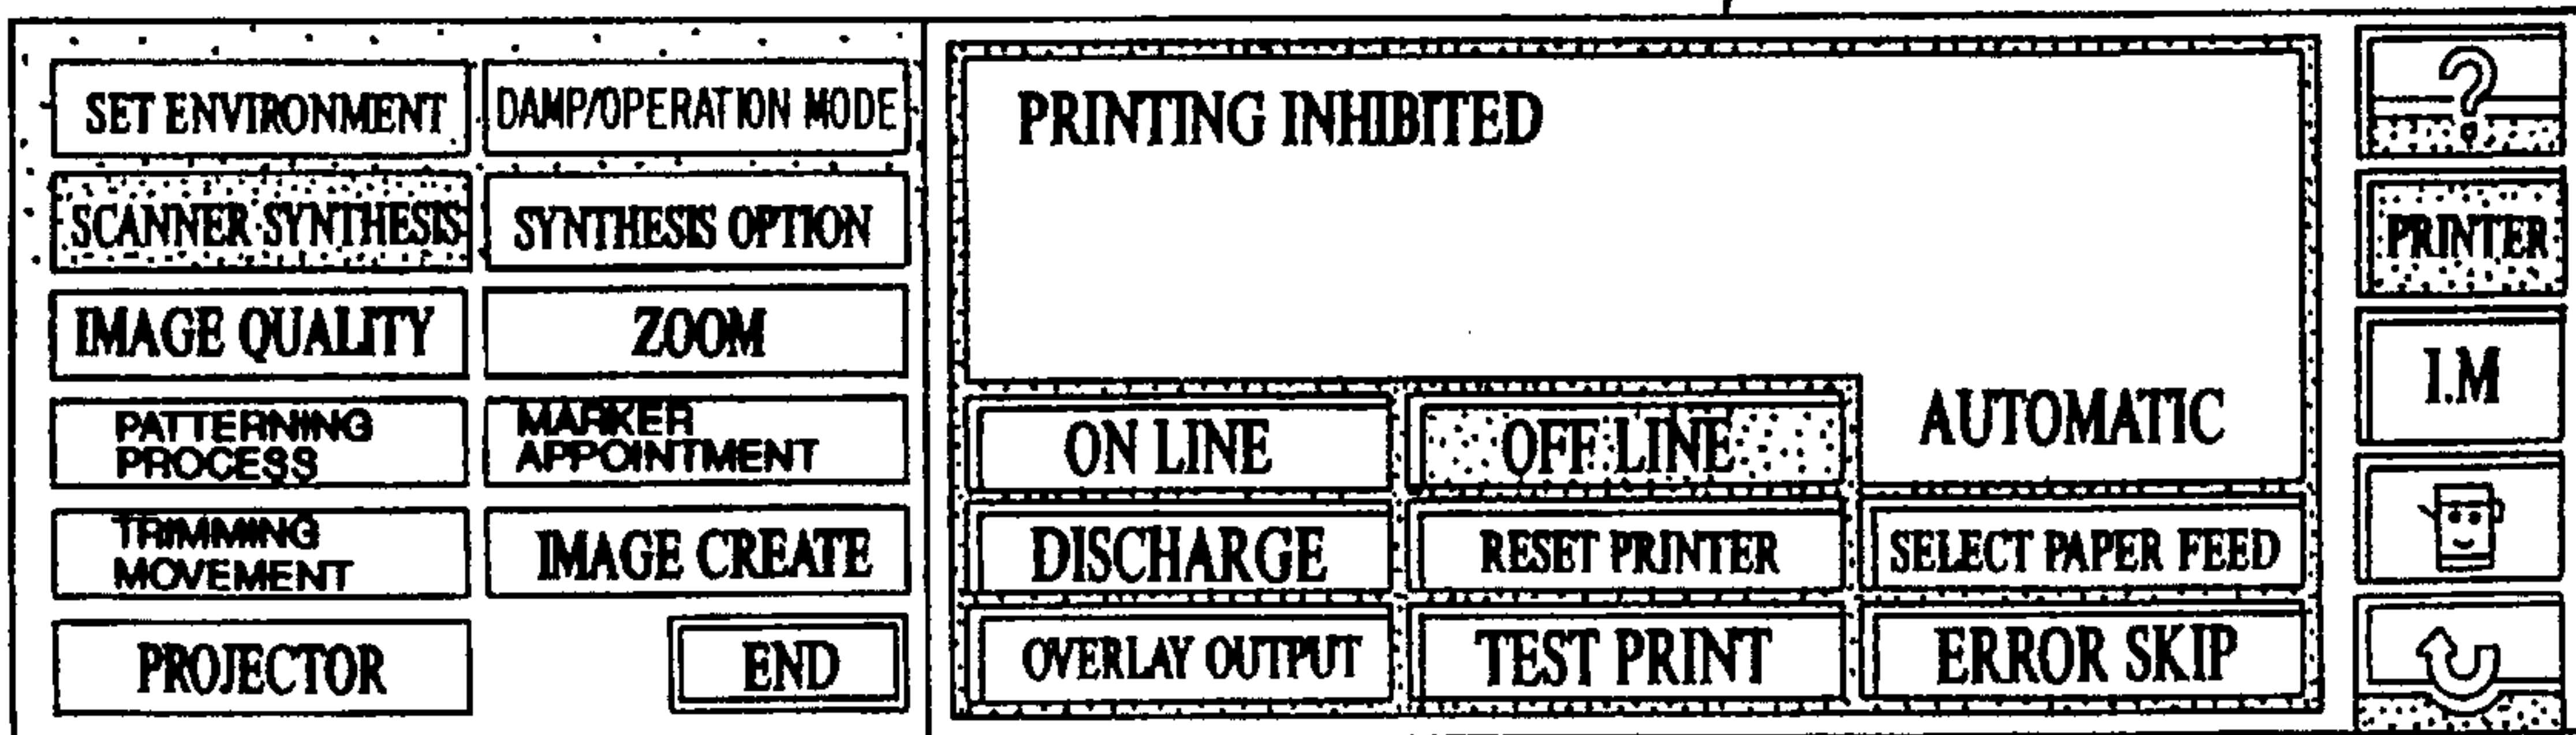 SET ENVIRONMENT
DAMP/OPERATION MODE
SCANNER SYNTHESIS
SYNTHESIS OPTION
IMAGE QUALITY
ZOOM
PATTERNING
PROCESS
MARKER
APPOINTMENT
TRIMMING
MOVEMENT
IMAGE CREATE
PROJECTOR
END
PRINTING INHIBITED
ON LINE
OFF LINE
AUTOMATIC
DISCHARGE
RESET PRINTER
SELECT PAPER FEED
OVERLAY OUTPUT
TEST PRINT
ERROR SKIP
?
PRINTER
I.M